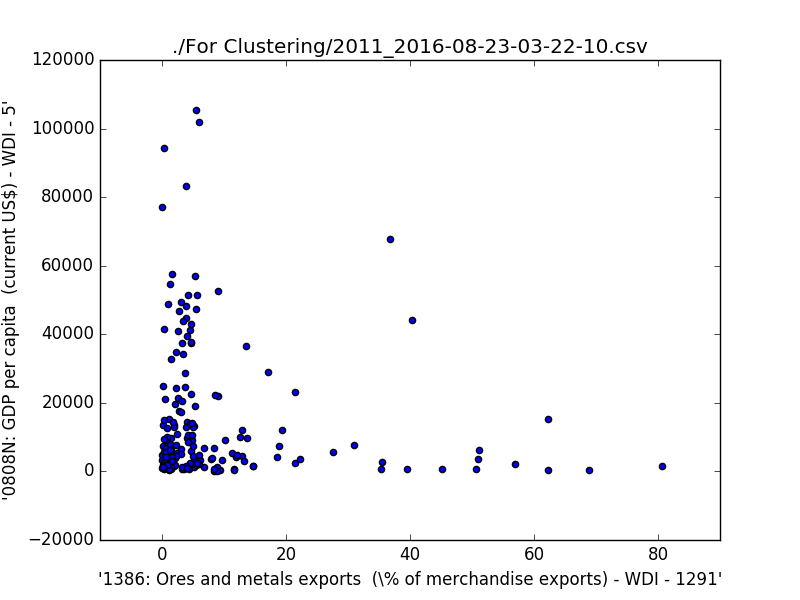 ./For Clustering/2011_2016-08-23-03-22-10.csv
120000
100000
80000
60000
40000
20000
0
−20000
'0808N: GDP per capita  (current US$) - WDI - 5'
0 20 40 60 80
'1386: Ores and metals exports  (\% of merchandise exports) - WDI - 1291'